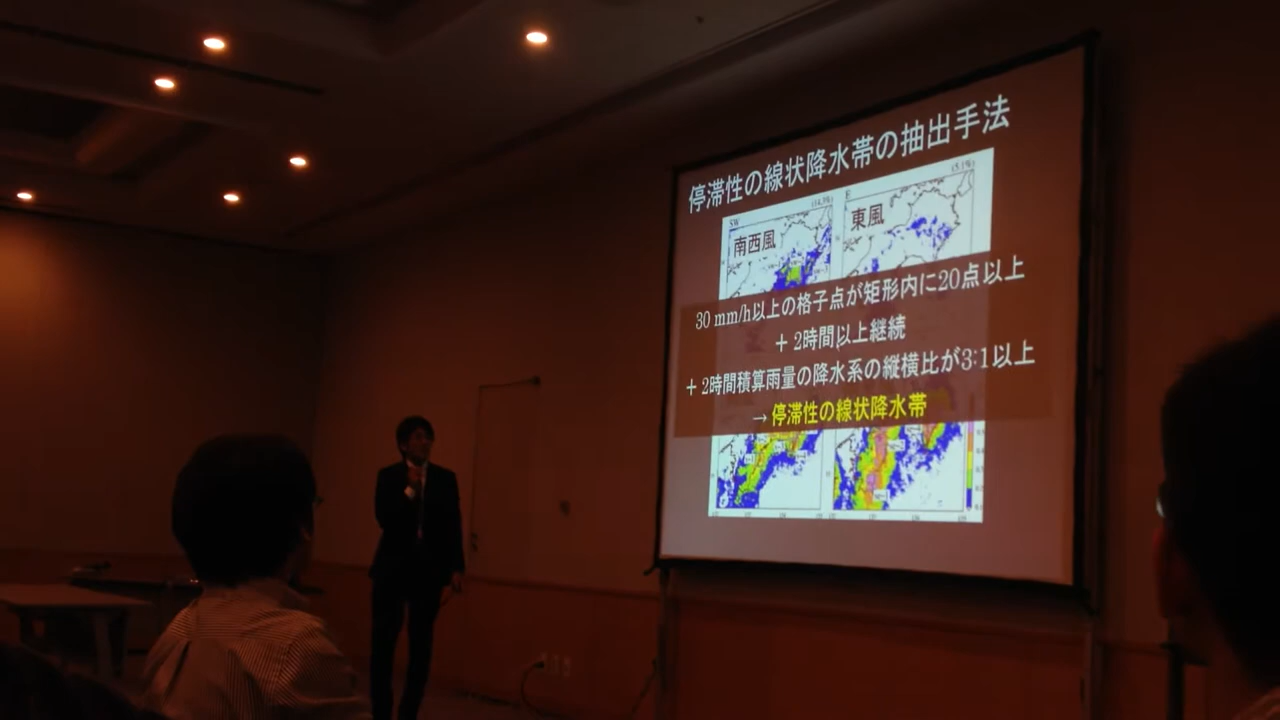 停滞性の線状降水帯の抽出手法
SW
南西風
東風
30 mm/h以上の格子点が矩形内に20点以上
+ 2時間以上継続
+ 2時間積算雨量の降水系の縦横比が3:1以上
→ 停滞性の線状降水帯